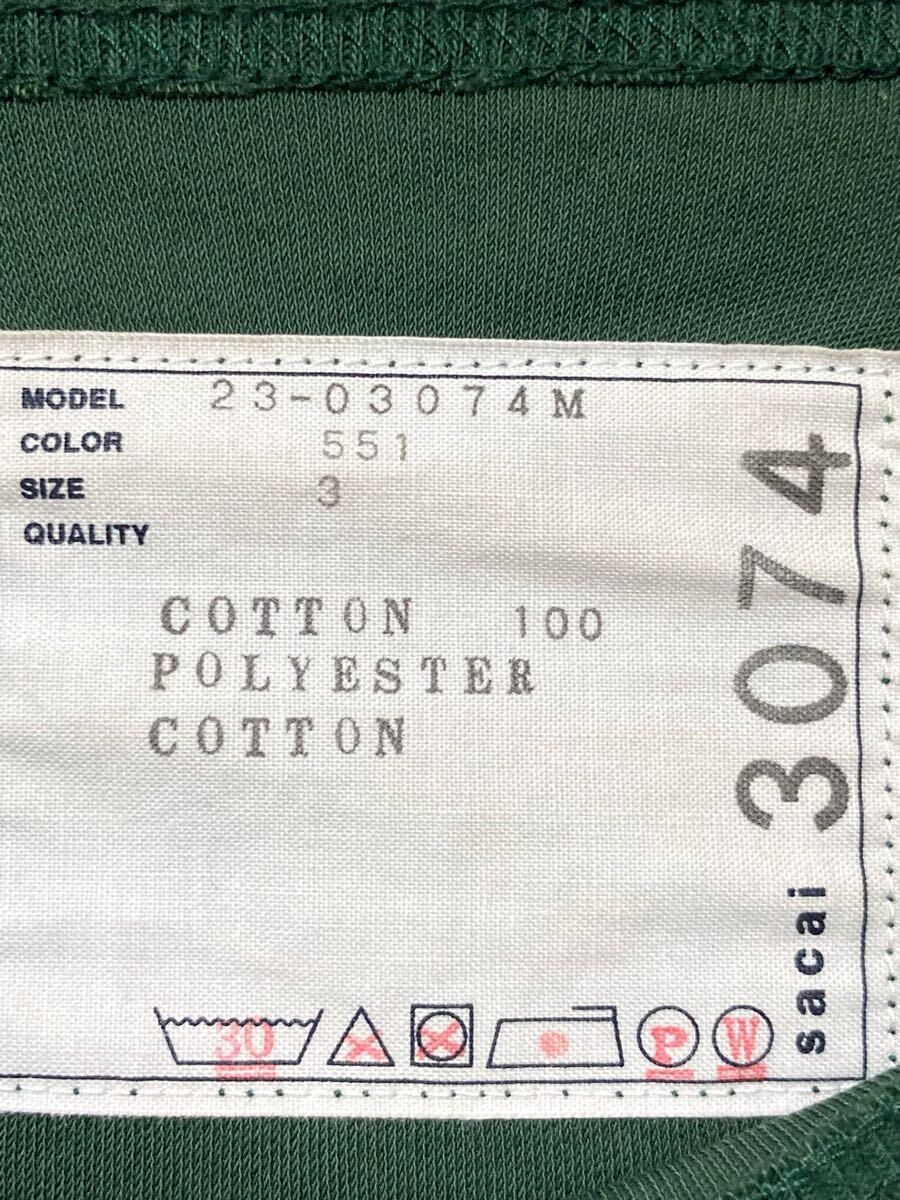 MODEL 23-03074M
COLOR 551
SIZE 3
QUALITY
COTTON 100
POLYESTER
COTTON
30
P
W
sacai 3074